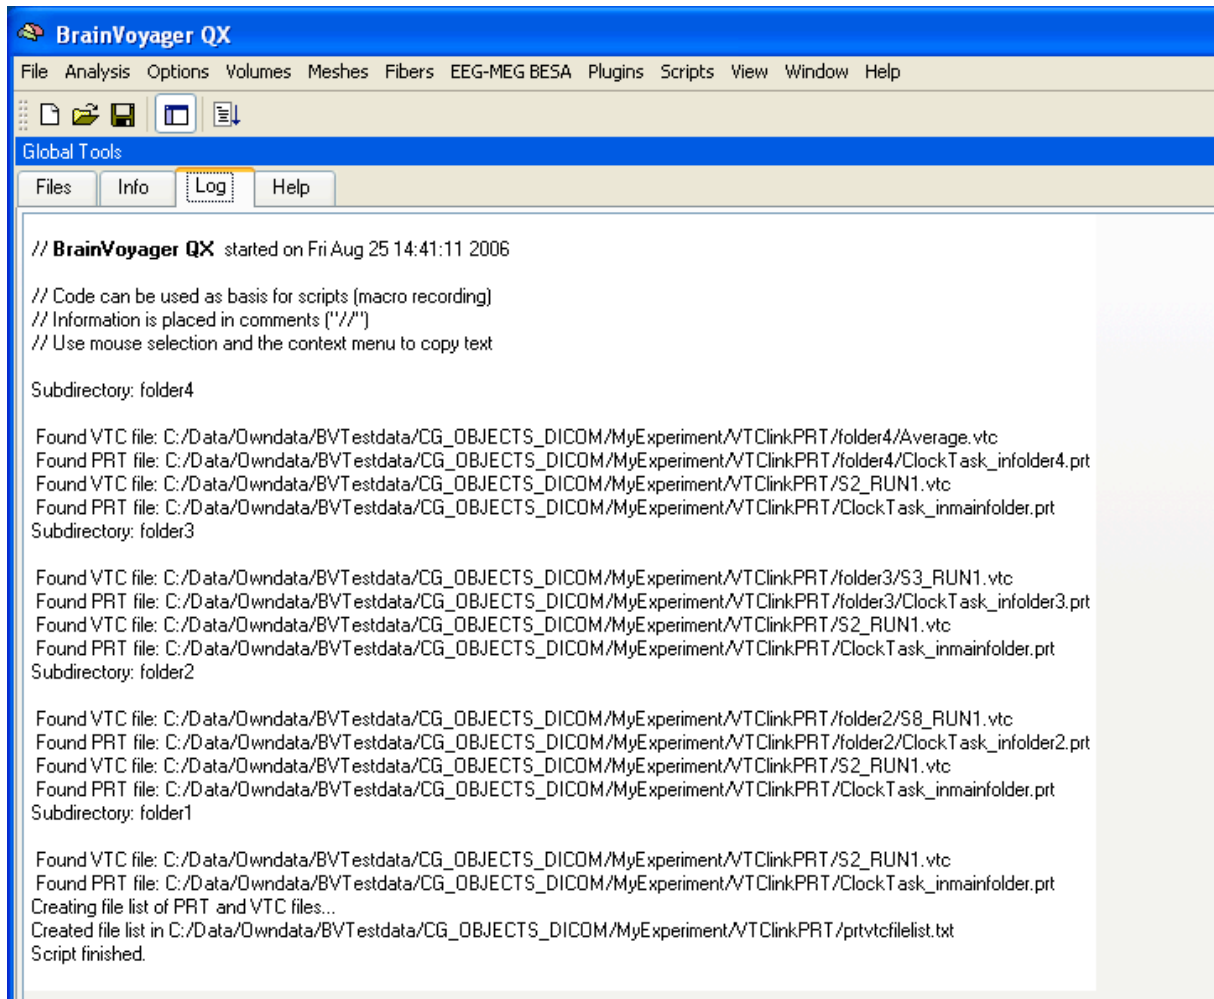 BrainVoyager QX
File Analysis Options Volumes Meshes Fibers EEG-MEG BESA Plugins Scripts View Window Help
Global Tools
Files Info Log Help
// BrainVoyager QX started on Fri Aug 25 14:41:11 2006
// Code can be used as basis for scripts (macro recording)
// Information is placed in comments ("//")
// Use mouse selection and the context menu to copy text
Subdirectory: folder4
Found VTC file: C:/Data/Owndata/BVTestdata/CG_OBJECTS_DICOM/MyExperiment/VTClinkPRT/folder4/Average.vtc
Found PRT file: C:/Data/Owndata/BVTestdata/CG_OBJECTS_DICOM/MyExperiment/VTClinkPRT/folder4/ClockTask_infolder4.prt
Found VTC file: C:/Data/Owndata/BVTestdata/CG_OBJECTS_DICOM/MyExperiment/VTClinkPRT/S2_RUN1.vtc
Found PRT file: C:/Data/Owndata/BVTestdata/CG_OBJECTS_DICOM/MyExperiment/VTClinkPRT/ClockTask_inmainfolder.prt
Subdirectory: folder3
Found VTC file: C:/Data/Owndata/BVTestdata/CG_OBJECTS_DICOM/MyExperiment/VTClinkPRT/folder3/S3_RUN1.vtc
Found PRT file: C:/Data/Owndata/BVTestdata/CG_OBJECTS_DICOM/MyExperiment/VTClinkPRT/folder3/ClockTask_infolder3.prt
Found VTC file: C:/Data/Owndata/BVTestdata/CG_OBJECTS_DICOM/MyExperiment/VTClinkPRT/S2_RUN1.vtc
Found PRT file: C:/Data/Owndata/BVTestdata/CG_OBJECTS_DICOM/MyExperiment/VTClinkPRT/ClockTask_inmainfolder.prt
Subdirectory: folder2
Found VTC file: C:/Data/Owndata/BVTestdata/CG_OBJECTS_DICOM/MyExperiment/VTClinkPRT/folder2/S8_RUN1.vtc
Found PRT file: C:/Data/Owndata/BVTestdata/CG_OBJECTS_DICOM/MyExperiment/VTClinkPRT/folder2/ClockTask_infolder2.prt
Found VTC file: C:/Data/Owndata/BVTestdata/CG_OBJECTS_DICOM/MyExperiment/VTClinkPRT/S2_RUN1.vtc
Found PRT file: C:/Data/Owndata/BVTestdata/CG_OBJECTS_DICOM/MyExperiment/VTClinkPRT/ClockTask_inmainfolder.prt
Subdirectory: folder1
Found VTC file: C:/Data/Owndata/BVTestdata/CG_OBJECTS_DICOM/MyExperiment/VTClinkPRT/S2_RUN1.vtc
Found PRT file: C:/Data/Owndata/BVTestdata/CG_OBJECTS_DICOM/MyExperiment/VTClinkPRT/ClockTask_inmainfolder.prt
Creating file list of PRT and VTC files...
Created file list in C:/Data/Owndata/BVTestdata/CG_OBJECTS_DICOM/MyExperiment/VTClinkPRT/prtvtcfilelist.txt
Script finished.